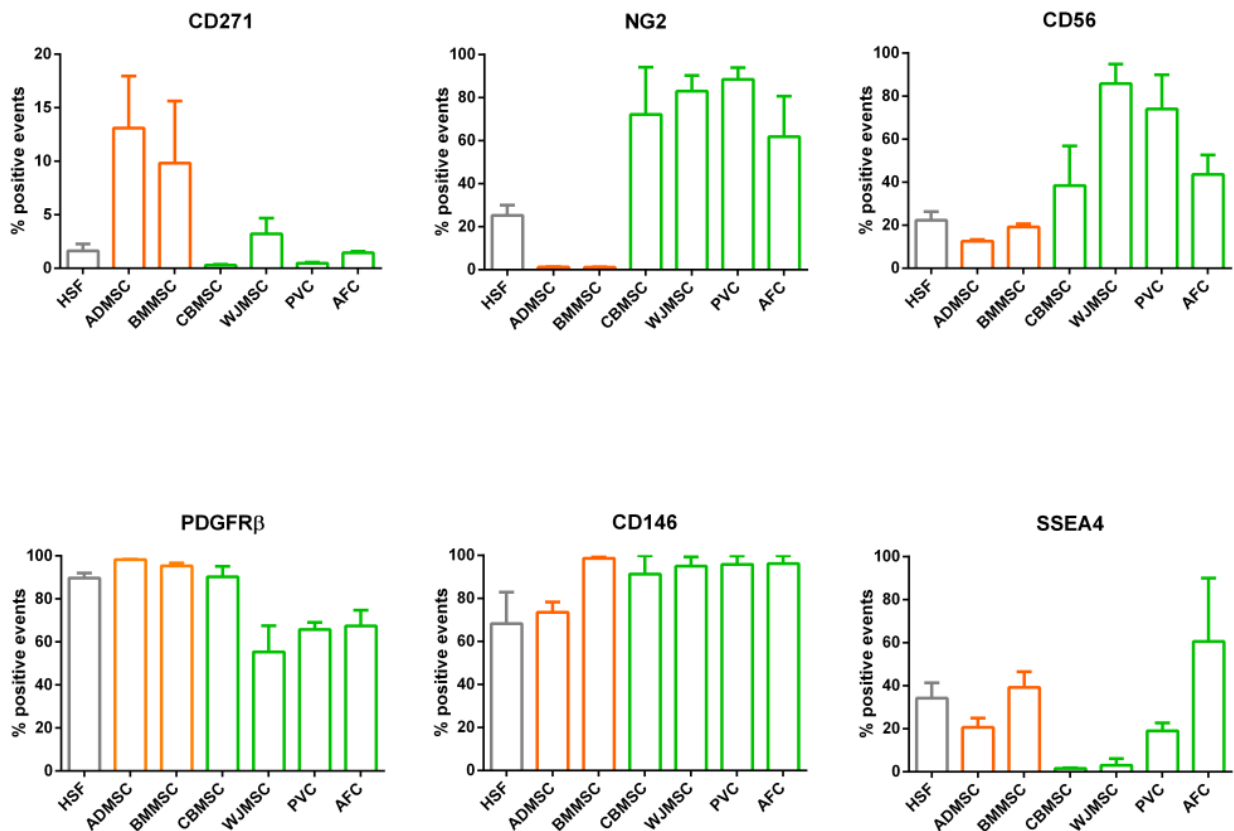 CD271
NG2
CD56
% positive events
20
15
10
5
0
HSF
ADMSC
BMMSC
CBMSC
WJMSC
PVC
AFC
% positive events
100
80
60
40
20
0
HSF
ADMSC
BMMSC
CBMSC
WJMSC
PVC
AFC
% positive events
100
80
60
40
20
0
HSF
ADMSC
BMMSC
CBMSC
WJMSC
PVC
AFC
PDGFRβ
CD146
SSEA4
% positive events
100
80
60
40
20
0
HSF
ADMSC
BMMSC
CBMSC
WJMSC
PVC
AFC
% positive events
100
80
60
40
20
0
HSF
ADMSC
BMMSC
CBMSC
WJMSC
PVC
AFC
% positive events
100
80
60
40
20
0
HSF
ADMSC
BMMSC
CBMSC
WJMSC
PVC
AFC